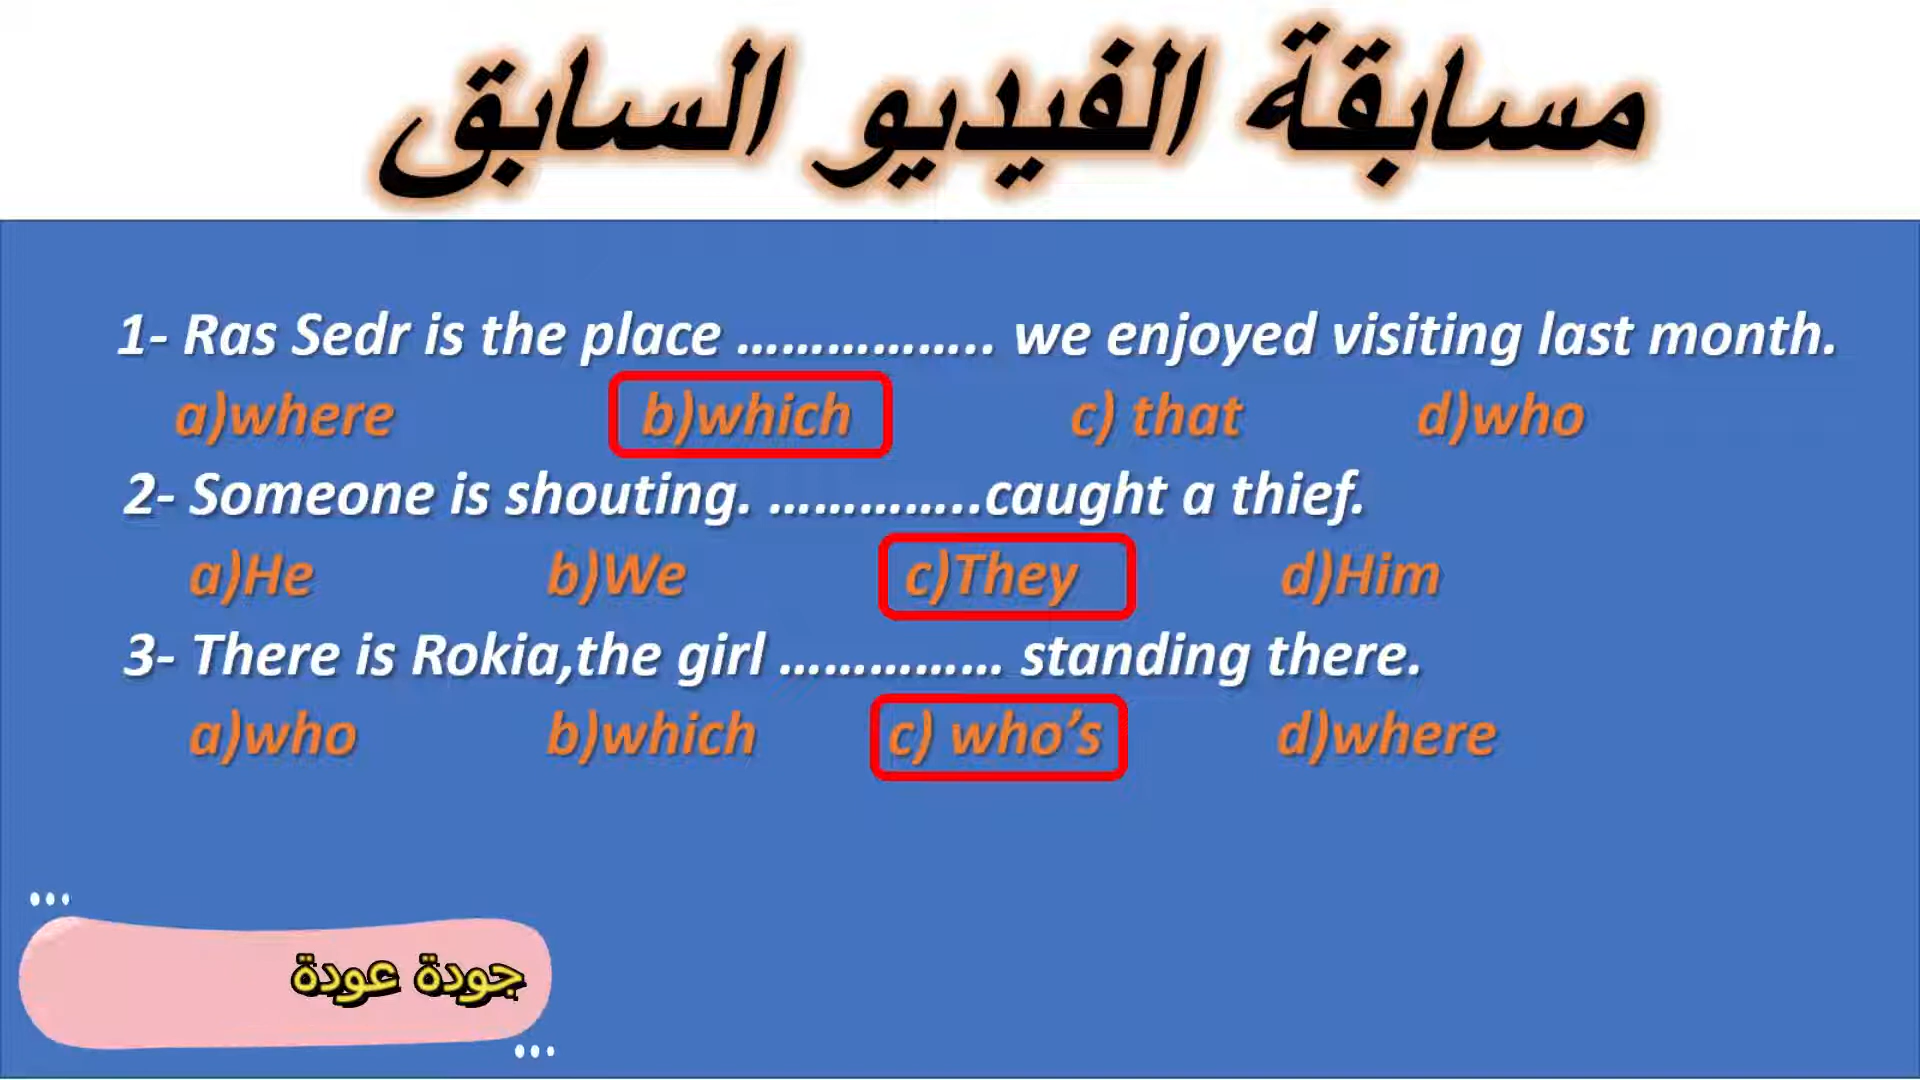 مسابقة الفيديو السابق
1- Ras Sedr is the place …………….. we enjoyed visiting last month.
a)where b)which c) that d)who
2- Someone is shouting. …………..caught a thief.
a)He b)We c)They d)Him
3- There is Rokia,the girl …………… standing there.
a)who b)which c) who’s d)where
جودة عودة